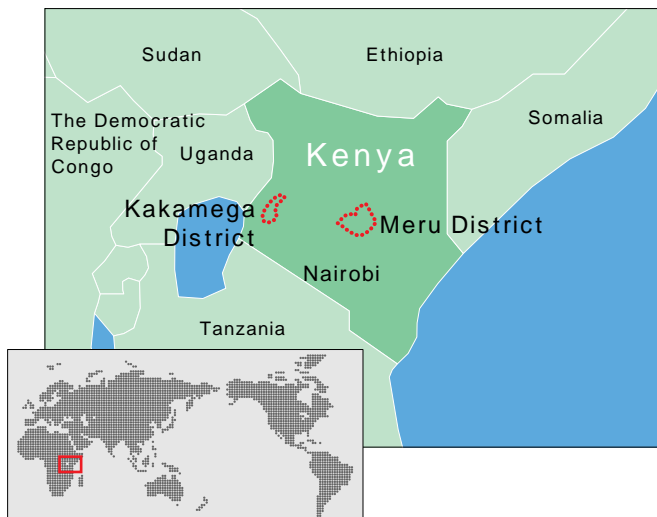 Sudan
Ethiopia
The Democratic
Republic of
Congo
Uganda
Somalia
Kenya
Kakamega
District
Meru District
Nairobi
Tanzania